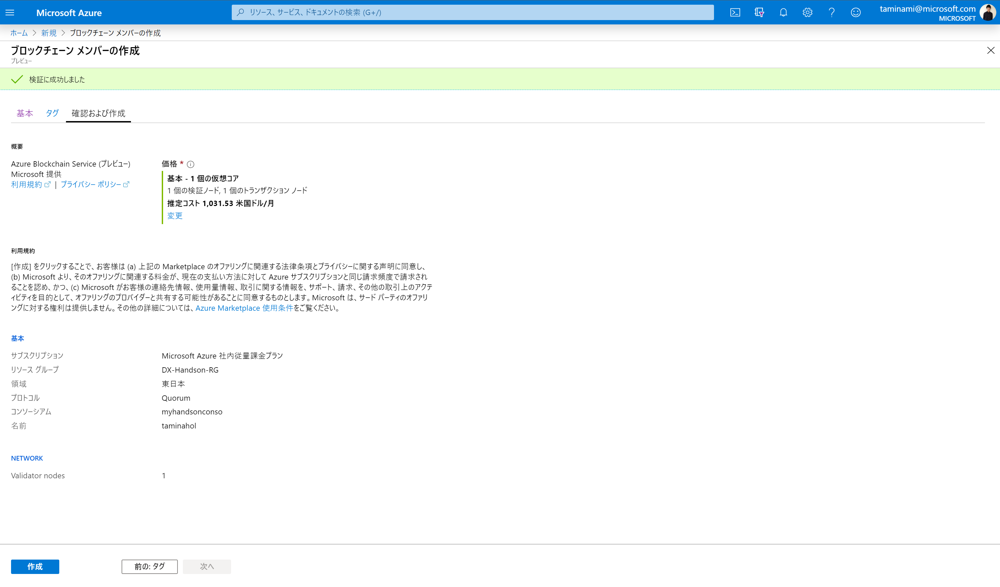 Microsoft Azure
リソース、サービス、ドキュメントの検索 (G+/)
taminami@microsoft.com
MICROSOFT
ホーム > 新規 > ブロックチェーン メンバーの作成
ブロックチェーン メンバーの作成
プレビュー
検証に成功しました
基本 タグ 確認および作成
概要
Azure Blockchain Service (プレビュー)
Microsoft 提供
利用規約 | プライバシー ポリシー
価格 *
基本 - 1 個の仮想コア
1 個の検証ノード, 1 個のトランザクション ノード
推定コスト 1,031.53 米国ドル/月
変更
利用規約
[作成] をクリックすることで、お客様は (a) 上記の Marketplace のオファリングに関連する法律条項とプライバシーに関する声明に同意し、
(b) Microsoft より、そのオファリングに関連する料金が、現在の支払い方法に対して Azure サブスクリプションと同じ請求頻度で請求され
ることを認め、かつ、(c) Microsoft がお客様の連絡先情報、使用量情報、取引に関する情報を、サポート、請求、その他の取引上のアクテ
ィビティを目的として、オファリングのプロバイダーと共有する可能性があることに同意するものとします。Microsoft は、サード パーティのオファリ
ングに対する権利は提供しません。その他の詳細については、Azure Marketplace 使用条件をご覧ください。
基本
サブスクリプション Microsoft Azure 社内従量課金プラン
リソース グループ DX-Handson-RG
領域 東日本
プロトコル Quorum
コンソーシアム myhandsonconso
名前 taminahol
NETWORK
Validator nodes 1
作成 前の: タグ 次へ